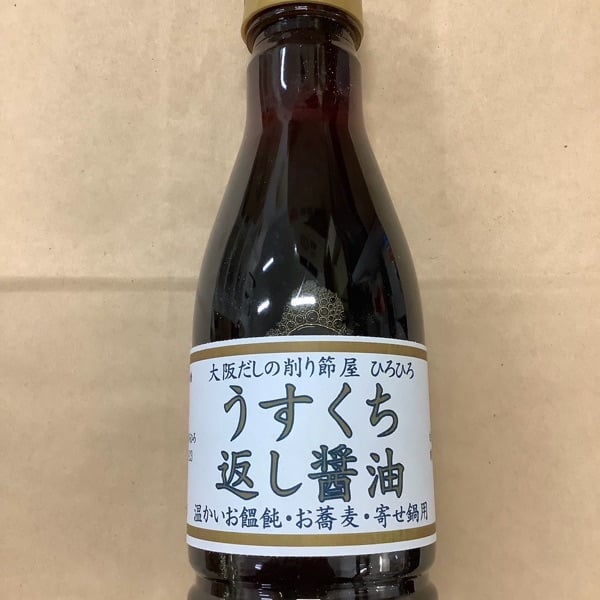 大阪だしの削り節屋 ひろひろ
うすくち
返し醤油
温かいお饂飩・お蕎麦・寄せ鍋用